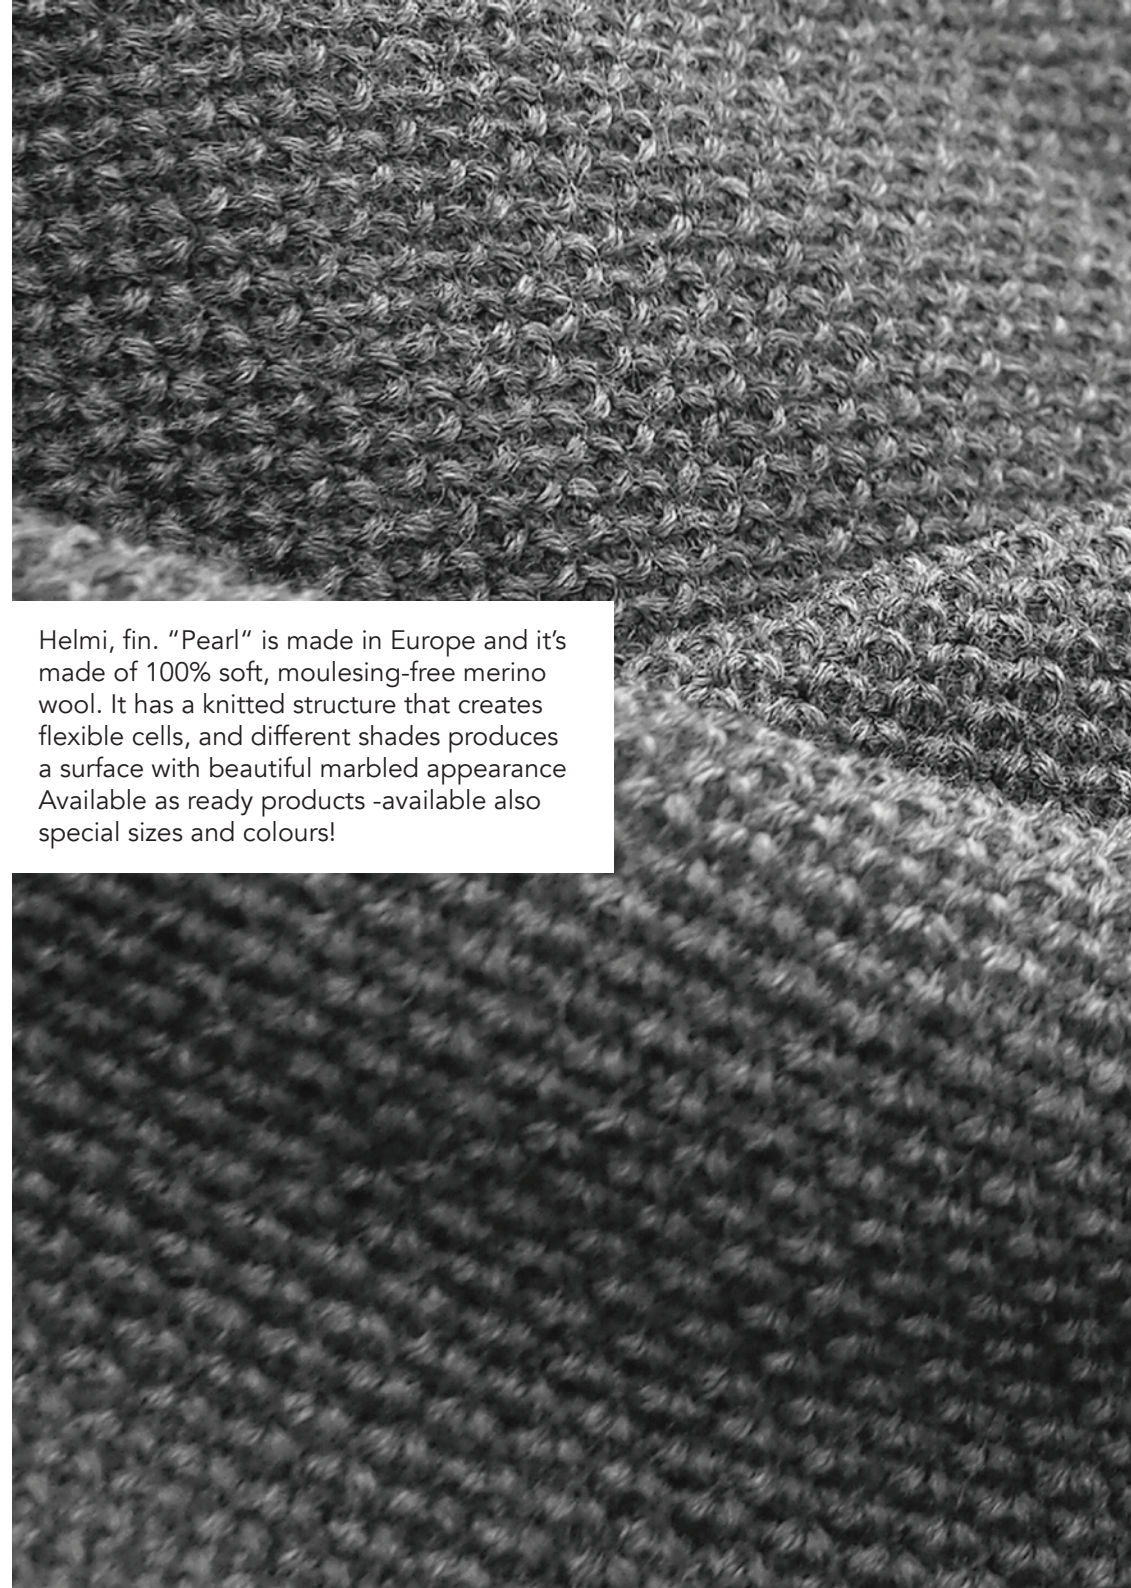 Helmi, fin. “Pearl“ is made in Europe and it’s
made of 100% soft, moulesing-free merino
wool. It has a knitted structure that creates
flexible cells, and different shades produces
a surface with beautiful marbled appearance
Available as ready products -available also
special sizes and colours!